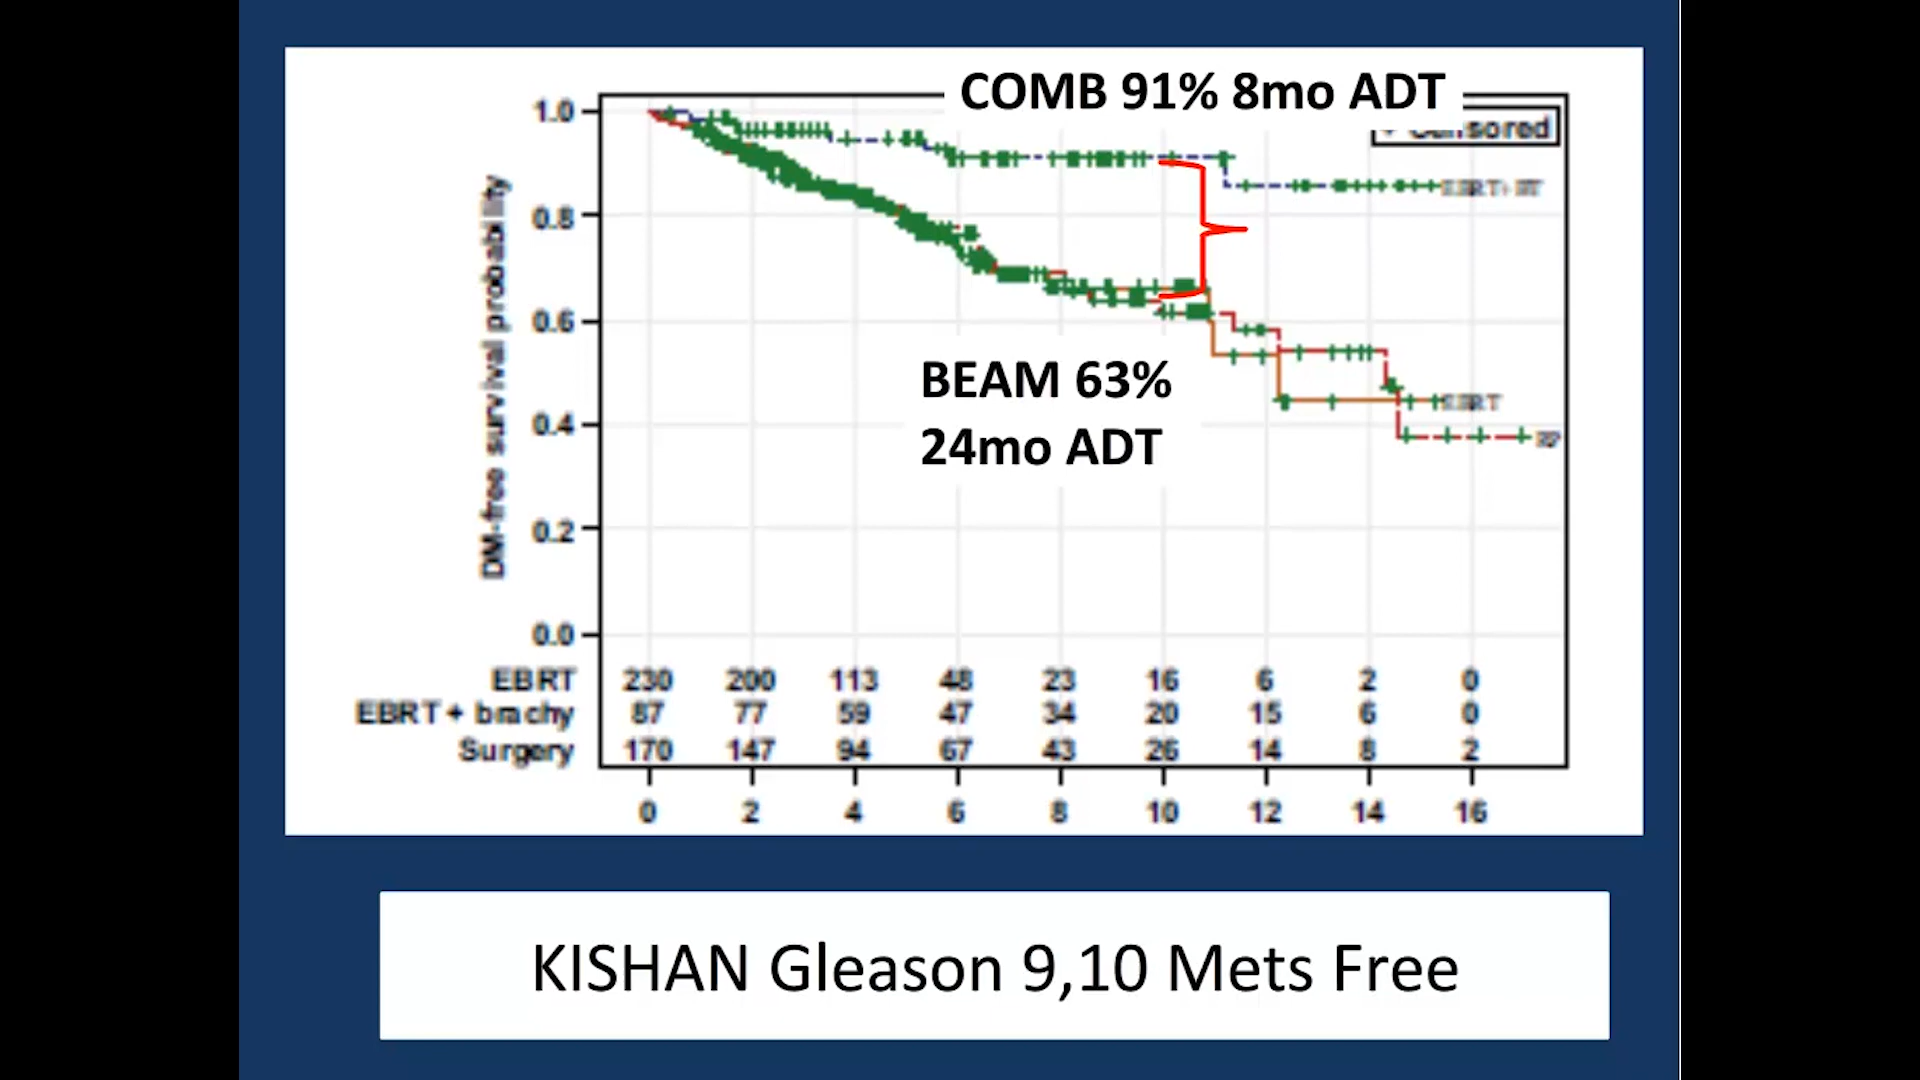 COMB 91% 8mo ADT
1.0
0.8
0.6
0.4
0.2
0.0
DM-free survival probability
EBRT
RP
BEAM 63%
24mo ADT
EBRT 230 200 113 48 23 16 6 2 0
EBRT + brachy 87 77 59 47 34 20 15 6 0
Surgery 170 147 94 67 43 26 14 8 2
0 2 4 6 8 10 12 14 16
KISHAN Gleason 9,10 Mets Free